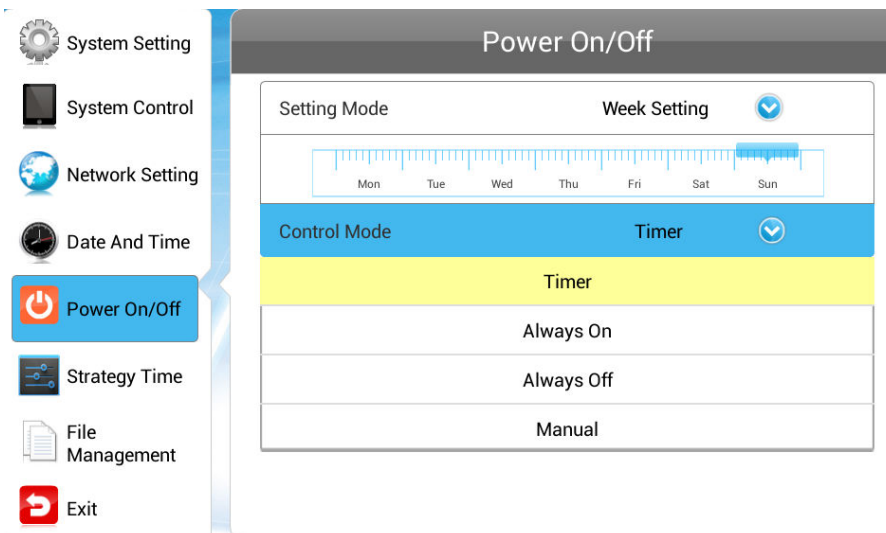 System Setting
System Control
Network Setting
Date And Time
Power On/Off
Strategy Time
File
Management
Exit
Power On/Off
Setting Mode Week Setting
Mon Tue Wed Thu Fri Sat Sun
Control Mode Timer
Timer
Always On
Always Off
Manual